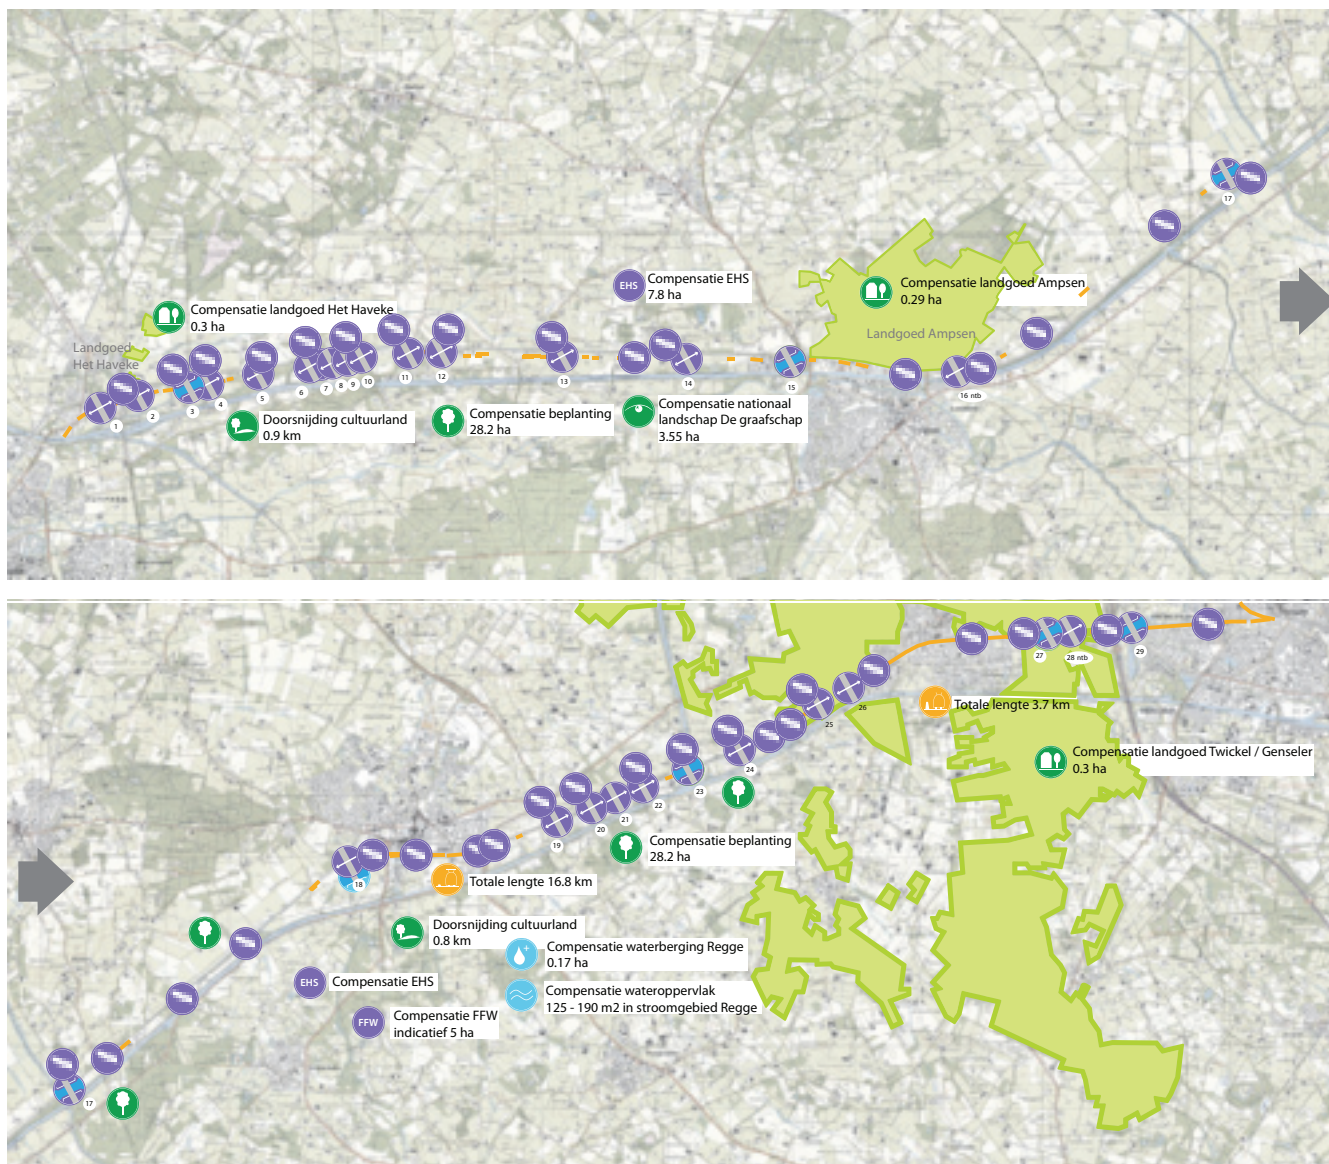 17
Compensatie EHS
EHS
7.8 ha
Compensatie landgoed Ampsen
0.29 ha
Compensatie landgoed Het Haveke
0.3 ha
Landgoed Ampsen
Landgoed
Het Haveke
1
2
3
4
5
6
7
8
9
10
11
12
13
14
15
16 ntb
Doorsnijding cultuurland
0.9 km
Compensatie beplanting
28.2 ha
Compensatie nationaal
landschap De graafschap
3.55 ha
27
28 ntb
29
26
25
Totale lengte 3.7 km
Compensatie landgoed Twickel / Genseler
0.3 ha
24
23
22
21
20
19
18
Compensatie beplanting
28.2 ha
Totale lengte 16.8 km
Doorsnijding cultuurland
0.8 km
Compensatie waterberging Regge
0.17 ha
EHS
Compensatie EHS
Compensatie wateroppervlak
125 - 190 m2 in stroomgebied Regge
FFW
Compensatie FFW
indicatief 5 ha
17